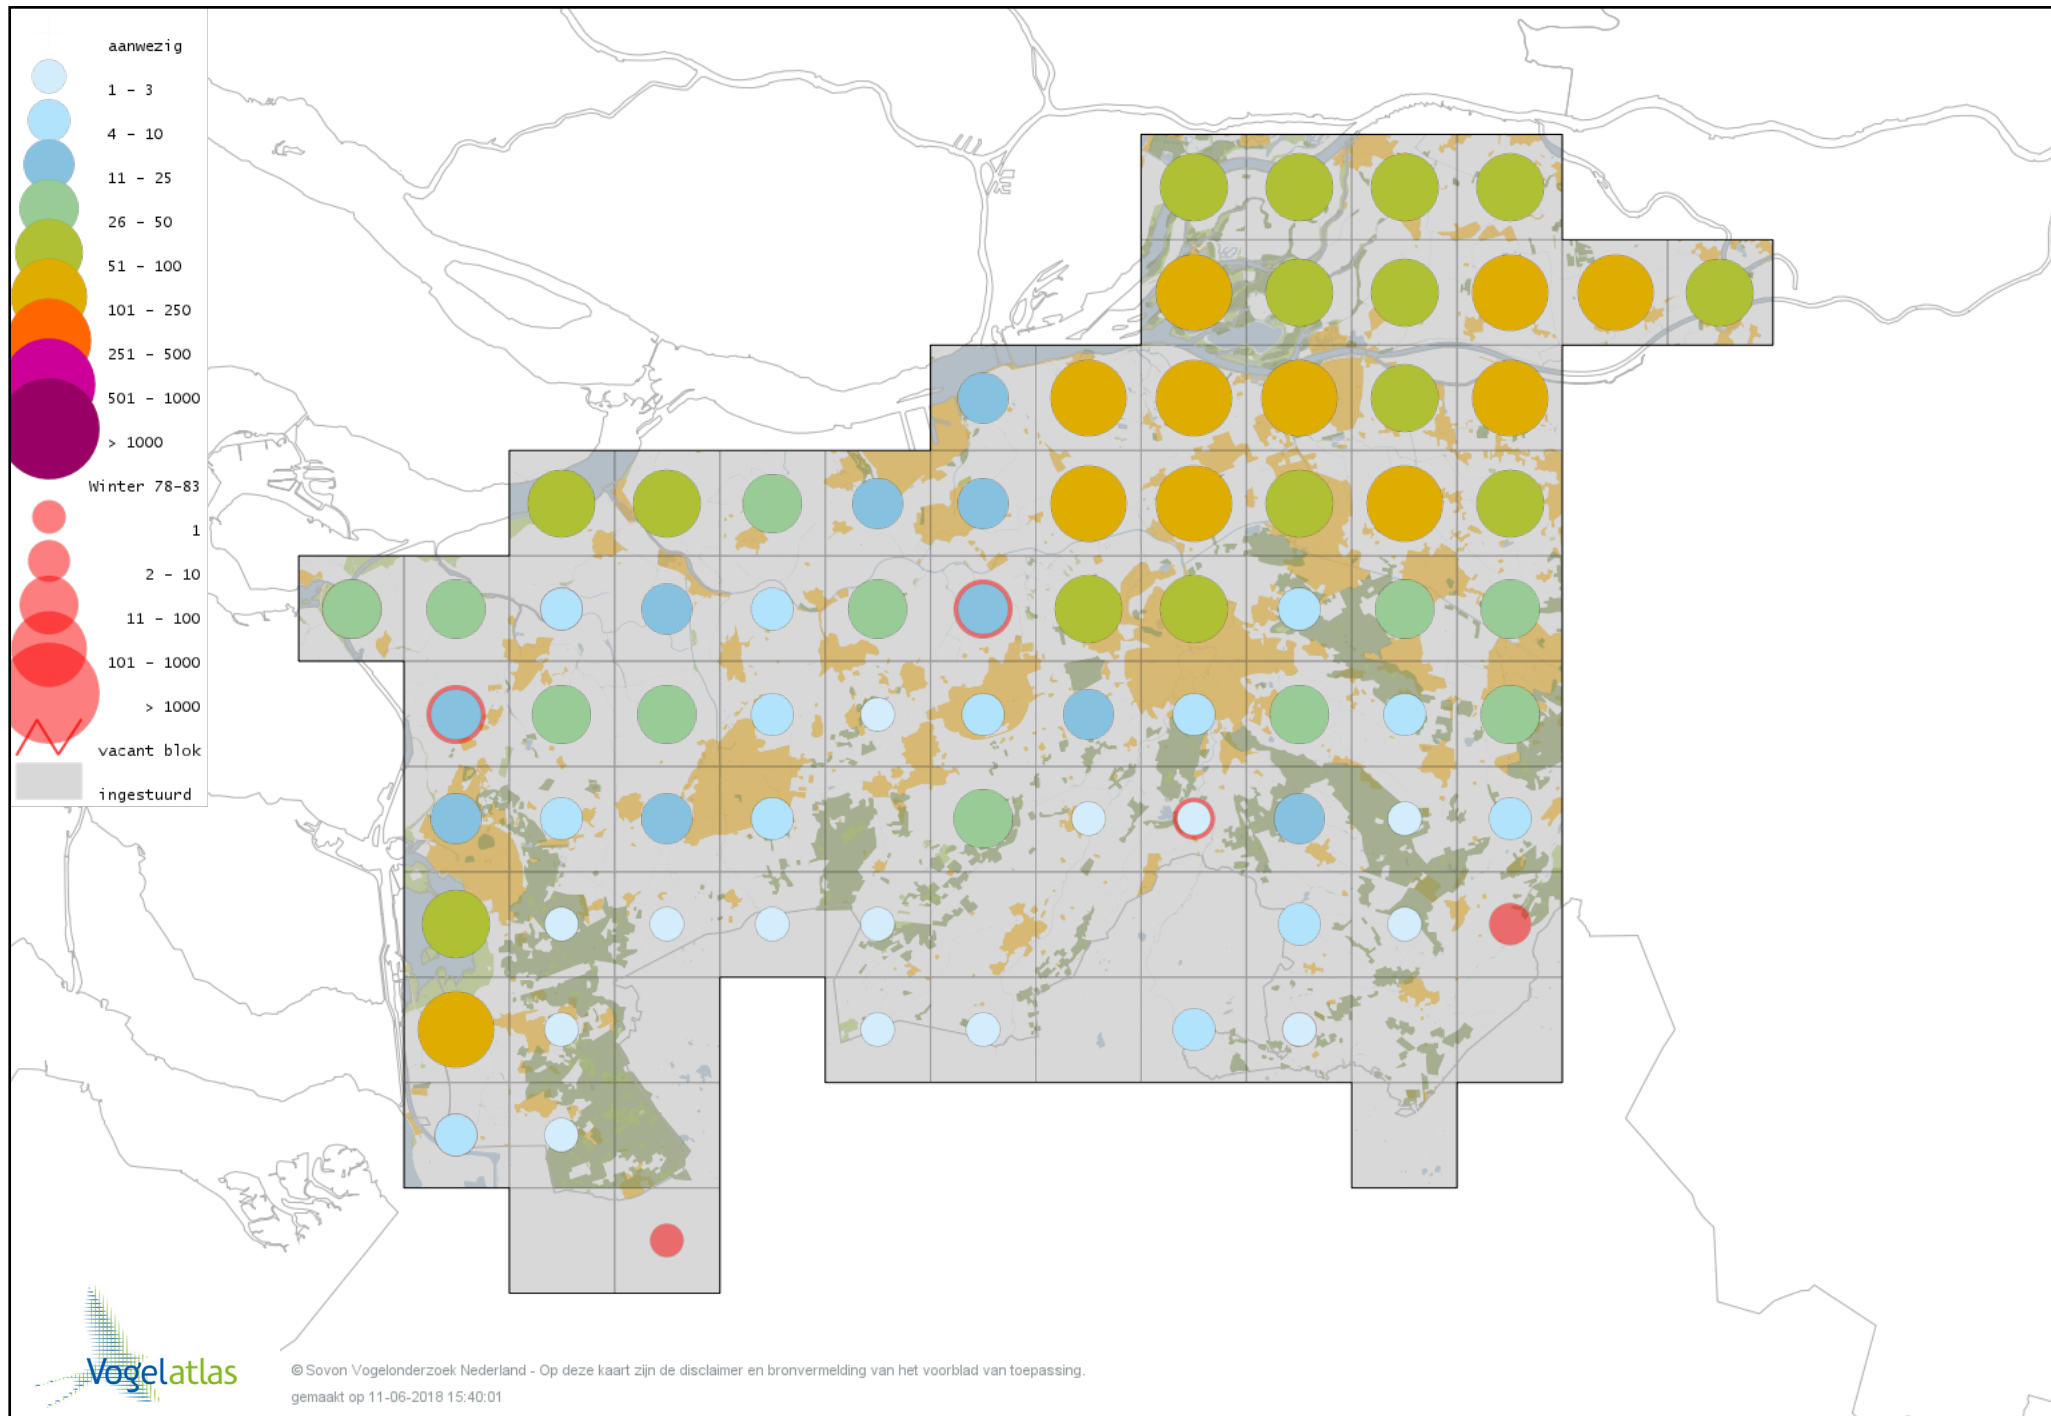 aanwezig
1 - 3
4 - 10
11 - 25
26 - 50
51 - 100
101 - 250
251 - 500
501 - 1000
> 1000
Winter 78-83
1
2 - 10
11 - 100
101 - 1000
> 1000
vacant blok
ingestuurd
Vogelatlas
© Sovon Vogelonderzoek Nederland - Op deze kaart zijn de disclaimer en bronvermelding van het voorblad van toepassing.
gemaakt op 11-06-2018 15:40:01